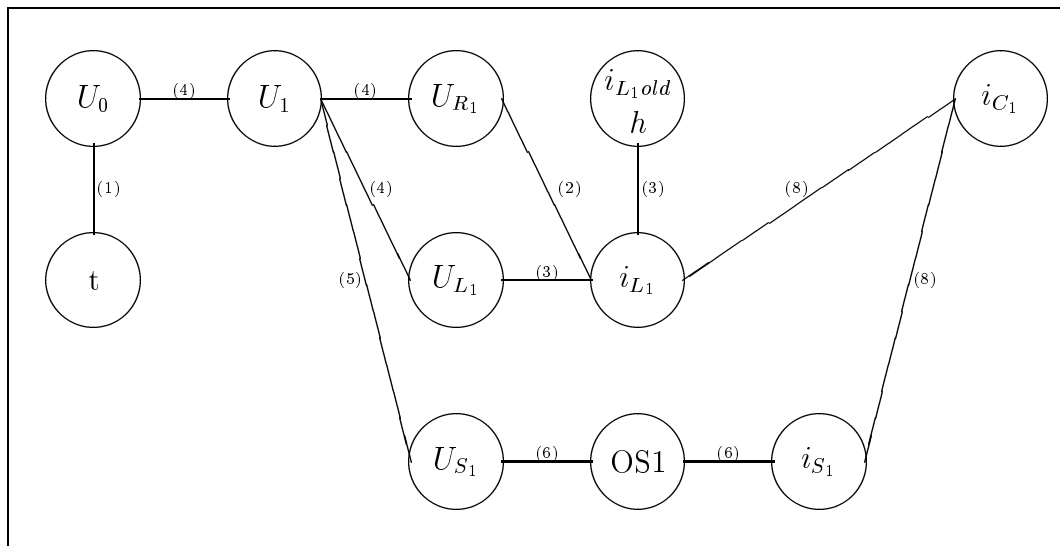 U_0
(4)
U_1
(4)
U_{R_1}
i_{L_1 old}
h
i_{C_1}
(1)
(4)
(2)
(3)
(8)
t
(5)
U_{L_1}
(3)
i_{L_1}
(8)
U_{S_1}
(6)
OS1
(6)
i_{S_1}